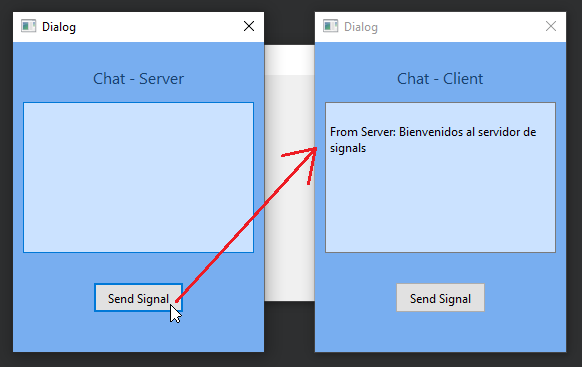 Dialog
Chat - Server
Send Signal
Dialog
Chat - Client
From Server: Bienvenidos al servidor de
signals
Send Signal